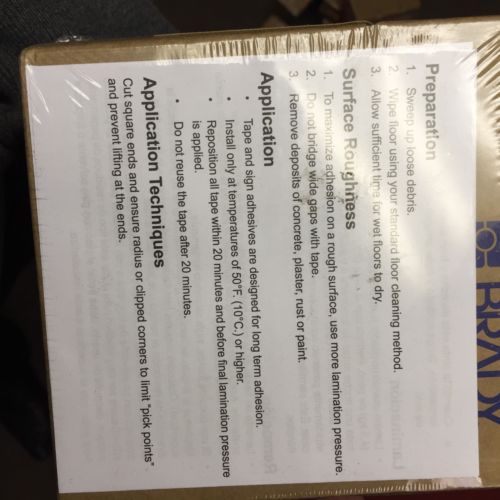 BRADY
Preparation
1. Sweep up loose debris.
2. Wipe floor using your standard floor cleaning method.
3. Allow sufficient time for wet floors to dry.
Surface Roughness
1. To maximize adhesion on a rough surface, use more lamination pressure.
2. Do not bridge wide gaps with tape.
3. Remove deposits of concrete, plaster, rust or paint.
Application
• Tape and sign adhesives are designed for long term adhesion.
• Install only at temperatures of 50°F. (10°C.) or higher.
• Reposition all tape within 20 minutes and before final lamination pressure
is applied.
• Do not reuse the tape after 20 minutes.
Application Techniques
Cut square ends and ensure radius or clipped corners to limit "pick points"
and prevent lifting at the ends.